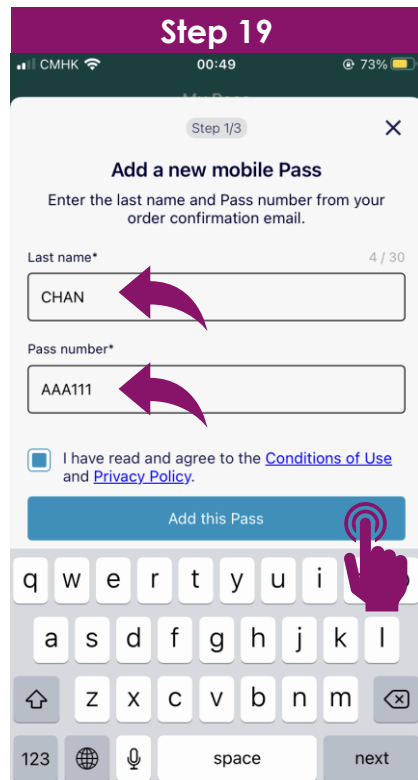 Step 19
CMHK 00:49 73%
Step 1/3
Add a new mobile Pass
Enter the last name and Pass number from your
order confirmation email.
Last name* 4 / 30
CHAN
Pass number*
AAA111
I have read and agree to the Conditions of Use
and Privacy Policy.
Add this Pass
q w e r t y u i
a s d f g h j k l
z x c v b n m
123 space next